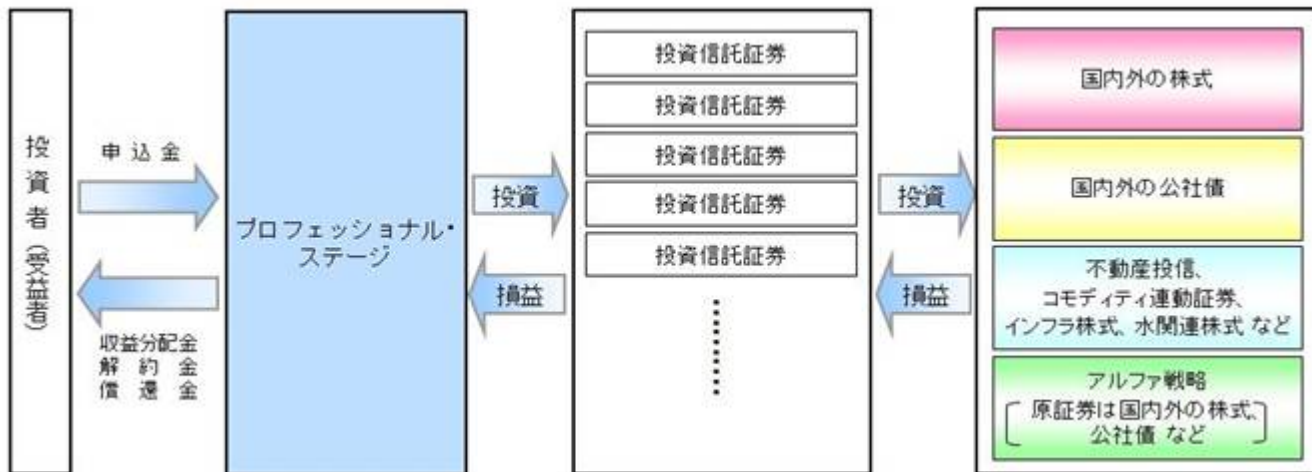 投資者(受益者)
申込金
収益分配金
解約金
償還金
プロフェッショナル・
ステージ
投資
損益
投資信託証券
投資信託証券
投資信託証券
投資信託証券
投資信託証券
投資
損益
国内外の株式
国内外の公社債
不動産投信、
コモディティ連動証券、
インフラ株式、水関連株式 など
アルファ戦略
原証券は国内外の株式、
公社債 など